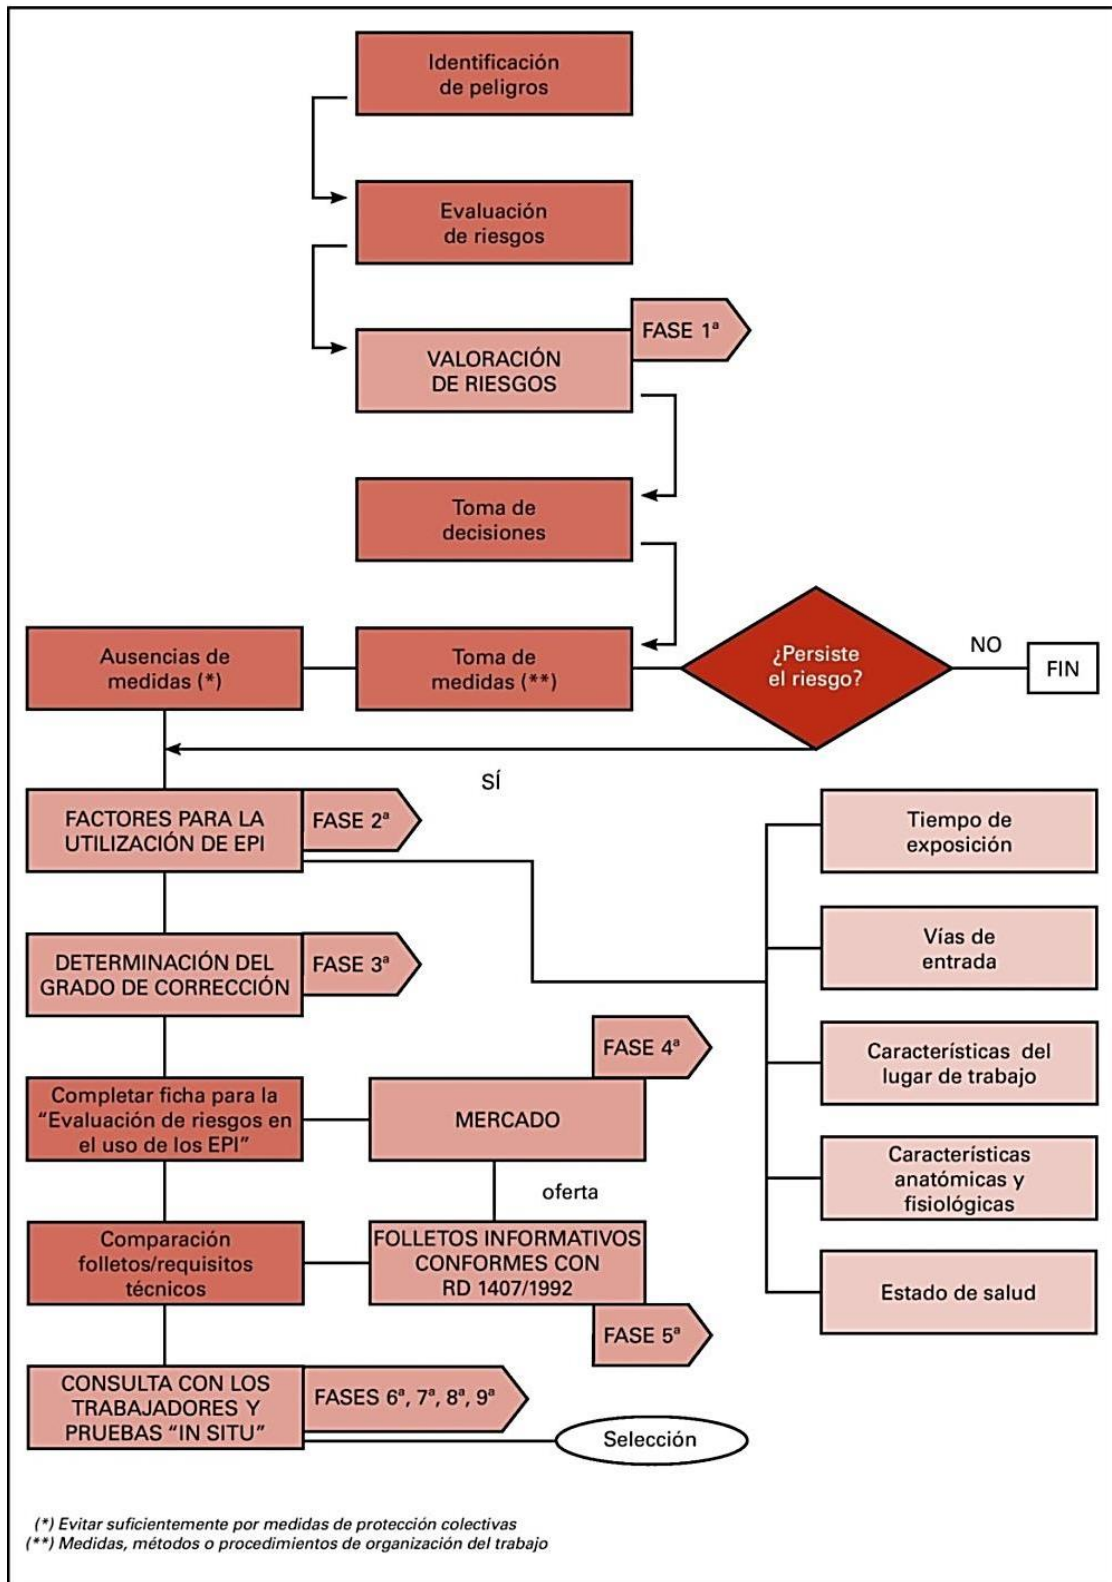 Identificación
de peligros
Evaluación
de riesgos
FASE 1ª
VALORACIÓN
DE RIESGOS
Toma de
decisiones
Ausencias de
medidas (*)
Toma de
medidas (**)
¿Persiste
el riesgo?
NO
FIN
SÍ
FACTORES PARA LA
UTILIZACIÓN DE EPI
FASE 2ª
Tiempo de
exposición
Vías de
entrada
DETERMINACIÓN DEL
GRADO DE CORRECCIÓN
FASE 3ª
Características del
lugar de trabajo
FASE 4ª
Completar ficha para la
“Evaluación de riesgos en
el uso de los EPI”
MERCADO
Características
anatómicas y
fisiológicas
oferta
Comparación
folletos/requisitos
técnicos
FOLLETOS INFORMATIVOS
CONFORMES CON
RD 1407/1992
Estado de salud
FASE 5ª
CONSULTA CON LOS
TRABAJADORES Y
PRUEBAS “IN SITU”
FASES 6ª, 7ª, 8ª, 9ª
Selección
(*) Evitar suficientemente por medidas de protección colectivas
(**) Medidas, métodos o procedimientos de organización del trabajo